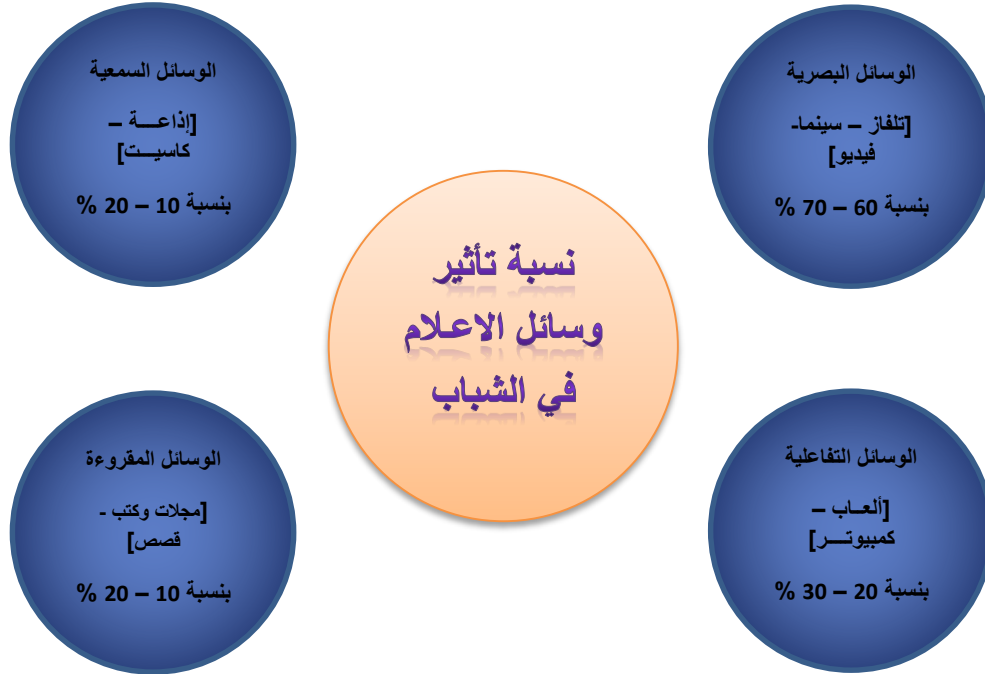 الوسائل البصرية
[تلفاز – سينما-
فيديو]
بنسبة 60 – 70 %
الوسائل السمعية
[إذاعـــة –
كاسيـــت]
بنسبة 10 – 20 %
نسبة تأثير
وسائل الاعـلام
في الشباب
الوسائل التفاعلية
[ألعــاب –
كمبيوتـــر]
بنسبة 20 – 30 %
الوسائل المقروءة
[مجلات وكتب -
قصص]
بنسبة 10 – 20 %